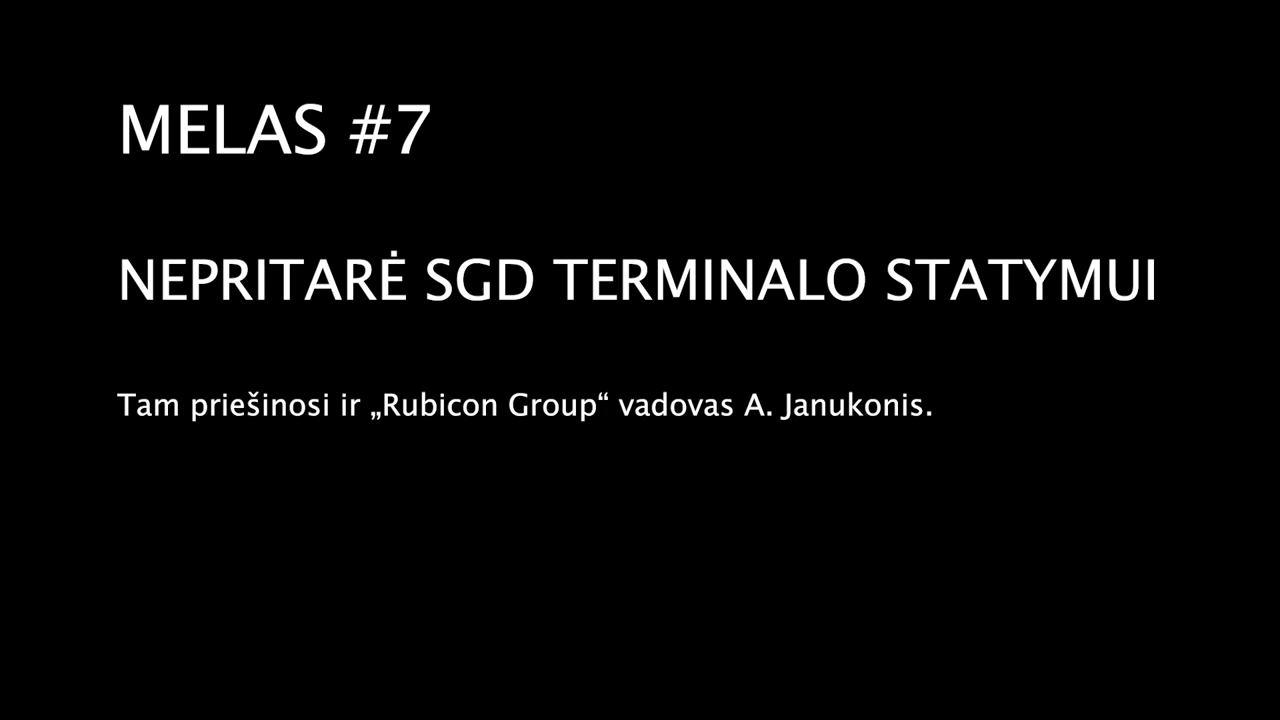 MELAS #7
NEPRITARĖ SGD TERMINALO STATYMUI
Tam priešinosi ir „Rubicon Group“ vadovas A. Janukonis.